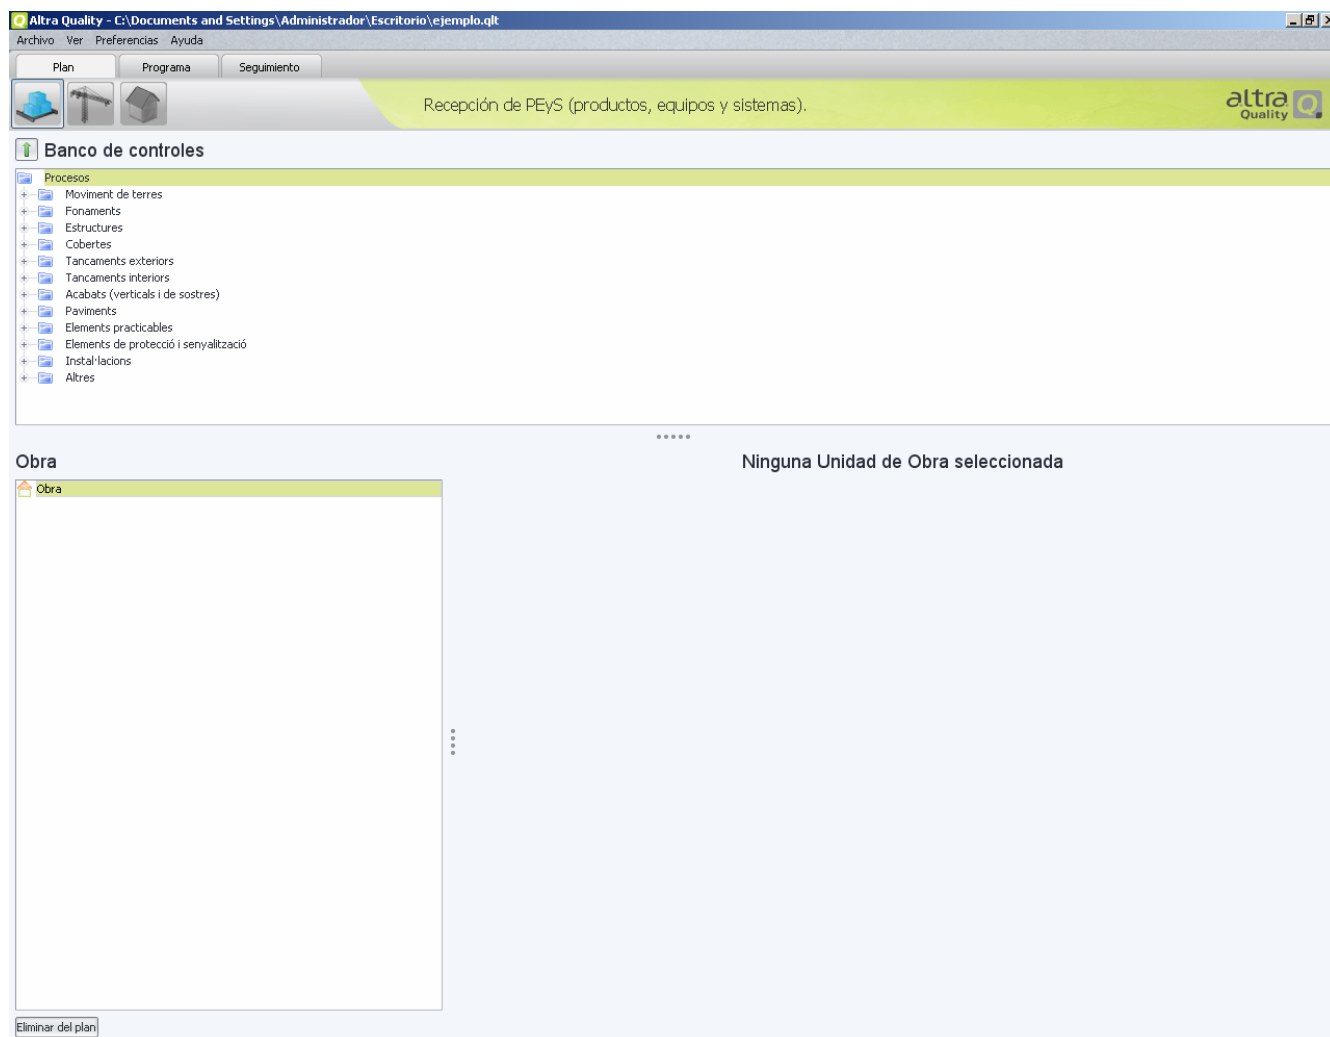 Altra Quality - C:\Documents and Settings\Administrador\Escritorio\ejemplo.qlt
Archivo Ver Preferencias Ayuda
Plan Programa Seguimiento
Recepción de PEyS (productos, equipos y sistemas).
altra Quality
Banco de controles
Procesos
Moviment de terres
Fonaments
Estructures
Cobertes
Tancaments exteriors
Tancaments interiors
Acabats (verticals i de sostres)
Paviments
Elements practicables
Elements de protecció i senyalització
Instal·lacions
Altres
Obra Ninguna Unidad de Obra seleccionada
Obra
Eliminar del plan